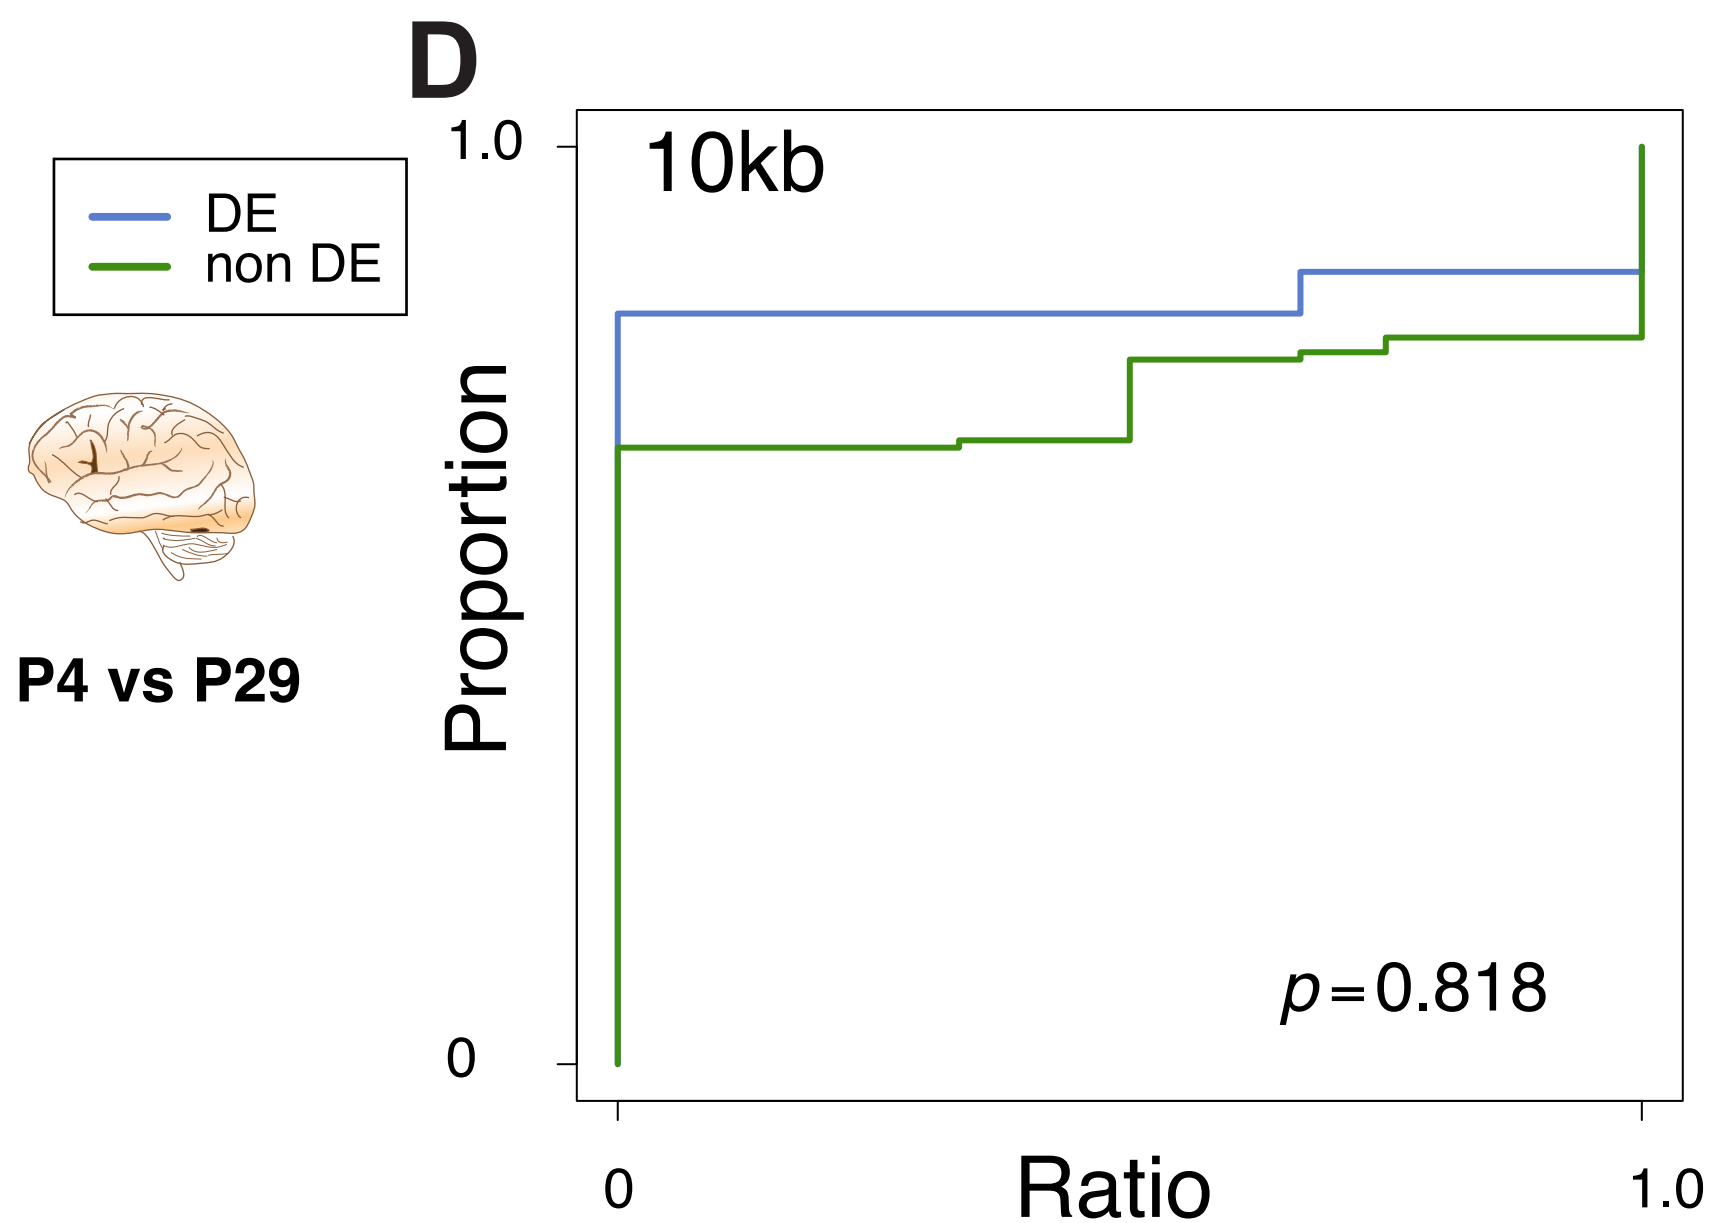 D
1.0
10kb
DE
non DE
Proportion
P4 vs P29
p=0.818
0
0
Ratio
1.0